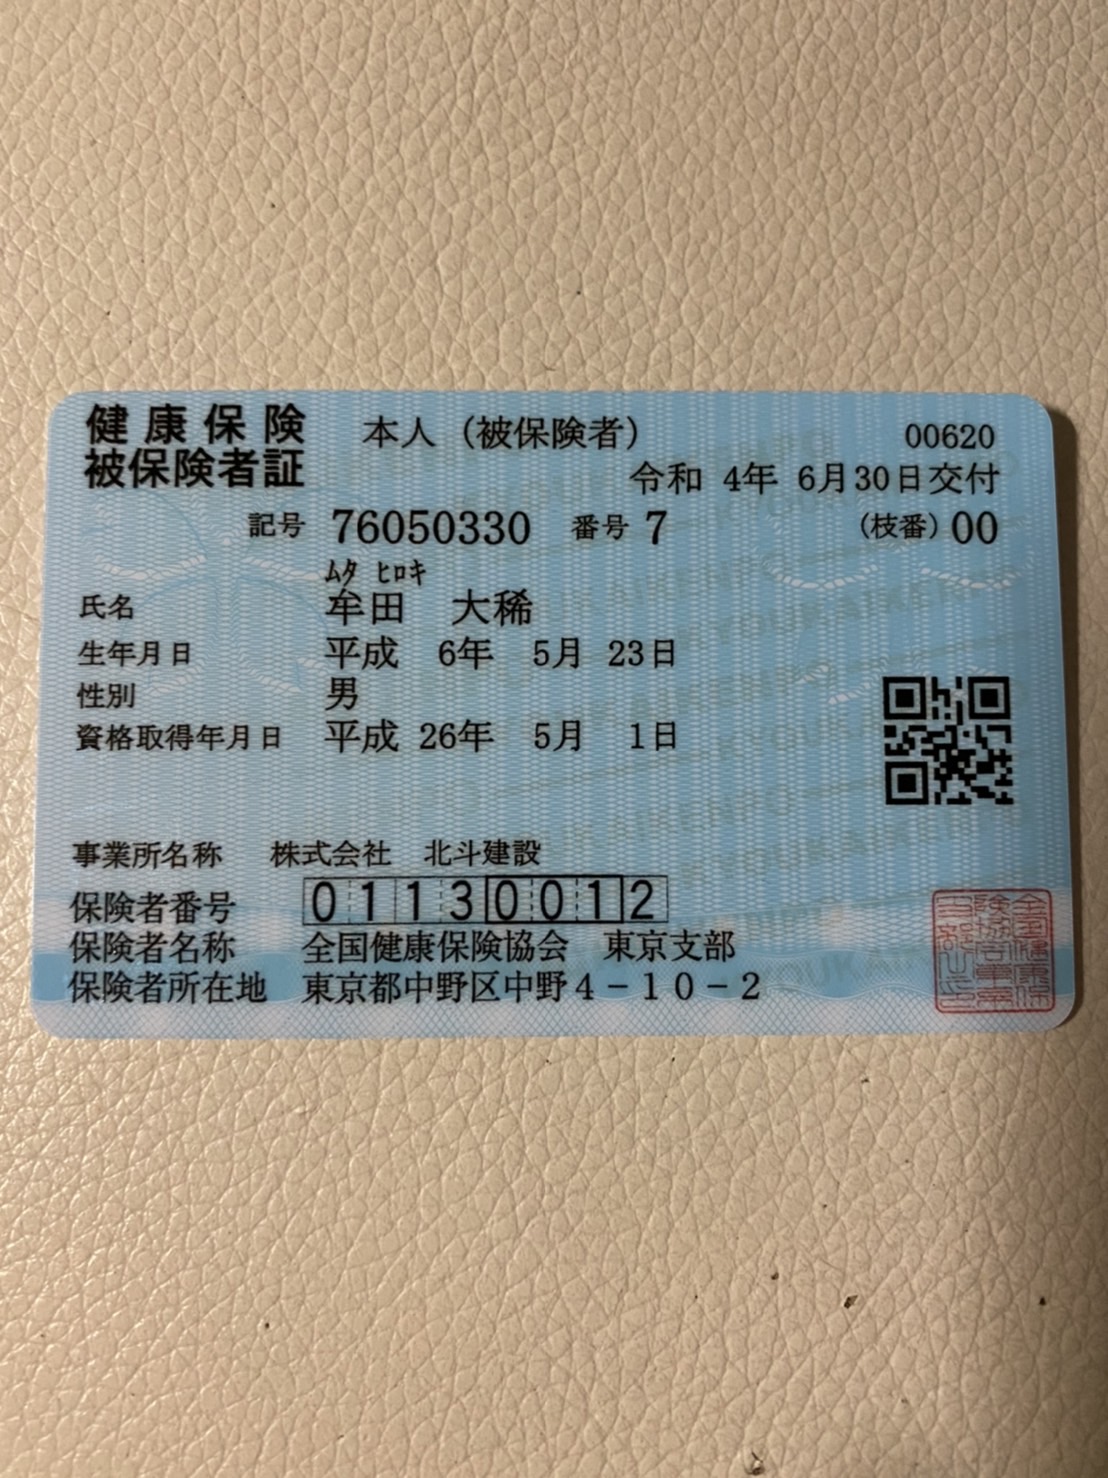 健康保険
被保険者証
本人（被保険者）
00620
令和 4年 6月30日交付
記号 76050330 番号 7 （枝番）00
ﾑﾀ ﾋﾛｷ
氏名 牟田 大稀
生年月日 平成 6年 5月 23日
性別 男
資格取得年月日 平成 26年 5月 1日
事業所名称 株式会社 北斗建設
保険者番号 01130012
保険者名称 全国健康保険協会 東京支部
保険者所在地 東京都中野区中野４－１０－２